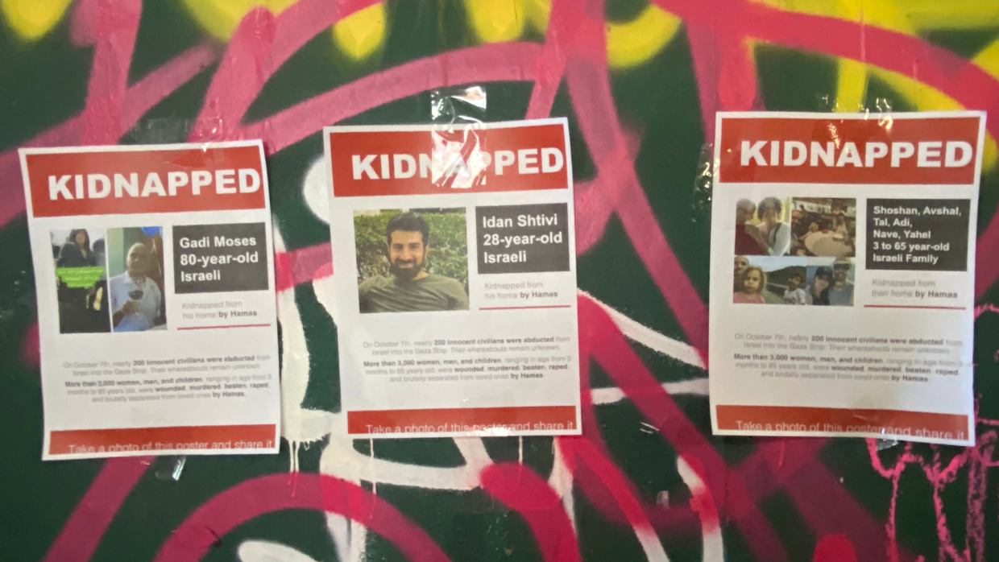 KIDNAPPED
Gadi Moses
80-year-old
Israeli
Kidnapped from
his home by Hamas
On October 7th, nearly 200 innocent civilians were abducted from
Israel into the Gaza Strip. Their whereabouts remain unknown.
More than 3,000 women, men, and children, ranging in age from 3
months to 85 years old, were wounded, murdered, beaten, raped,
and brutally separated from loved ones by Hamas.
Take a photo of this poster and share it
KIDNAPPED
Idan Shtivi
28-year-old
Israeli
Kidnapped from
his home by Hamas
On October 7th, nearly 200 innocent civilians were abducted from
Israel into the Gaza Strip. Their whereabouts remain unknown.
More than 3,000 women, men, and children, ranging in age from 3
months to 85 years old, were wounded, murdered, beaten, raped,
and brutally separated from loved ones by Hamas.
Take a photo of this poster and share it
KIDNAPPED
Shoshan, Avshal,
Tal, Adi,
Nave, Yahel
3 to 65 year-old
Israeli Family
Kidnapped from
their home by Hamas
On October 7th, nearly 200 innocent civilians were abducted from
Israel into the Gaza Strip. Their whereabouts remain unknown.
More than 3,000 women, men, and children, ranging in age from 3
months to 85 years old, were wounded, murdered, beaten, raped,
and brutally separated from loved ones by Hamas.
Take a photo of this poster and share it